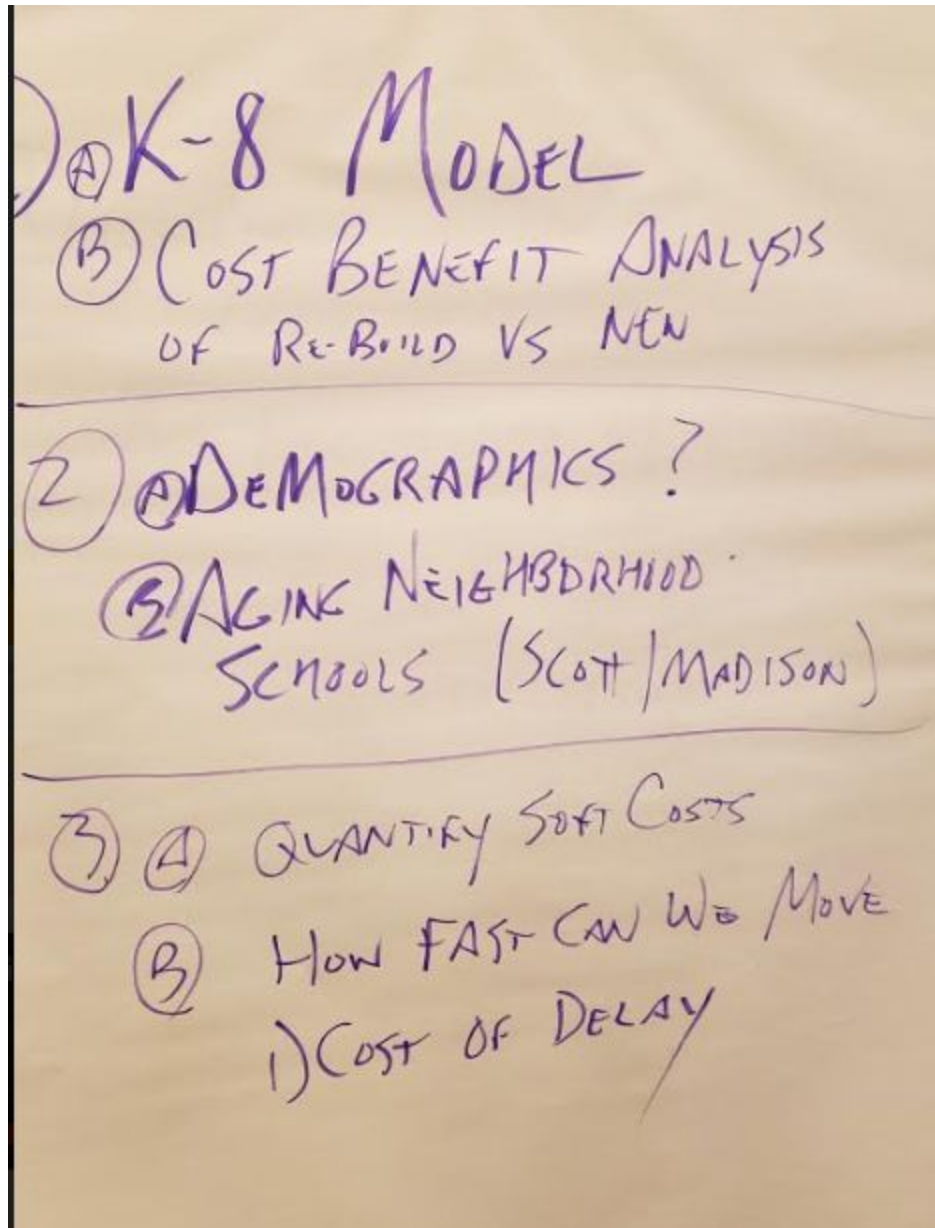 ) A K-8 MODEL
B COST BENEFIT ANALYSIS
OF RE-BUILD VS NEW
2 A DEMOGRAPHICS ?
B AGING NEIGHBORHOOD
SCHOOLS (SCOTT/MADISON)
3 A QUANTIFY SOFT COSTS
B HOW FAST CAN WE MOVE
1) COST OF DELAY